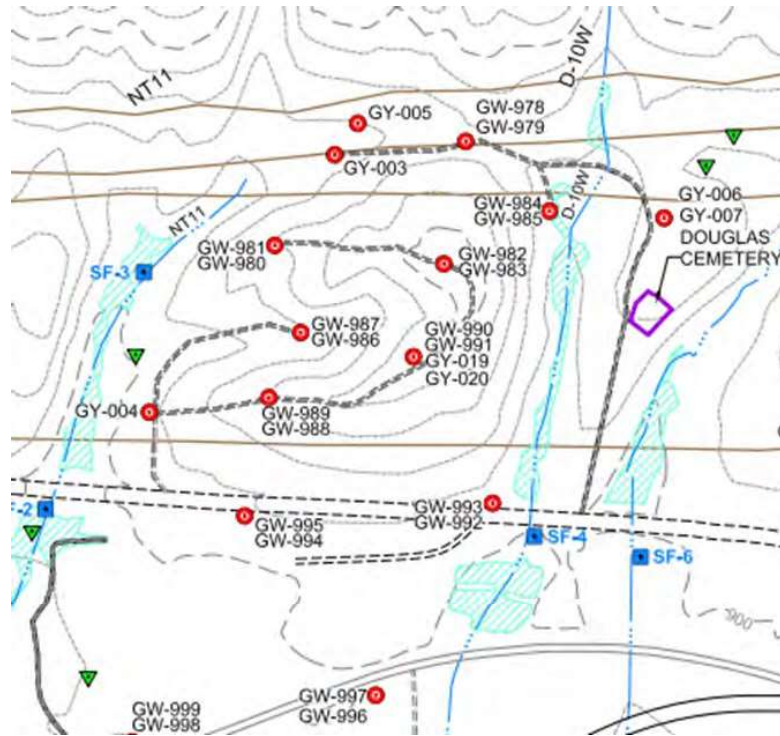 D-10W
NT11
GY-005
GW-978
GW-979
GY-003
GY-006
GY-007
DOUGLAS
CEMETERY
GW-984
GW-985
D-10W
NT11
GW-981
GW-980
GW-982
GW-983
SF-3
GW-987
GW-986
GW-990
GW-991
GY-019
GY-020
GY-004
GW-989
GW-988
GW-993
GW-992
F-2
GW-995
GW-994
SF-4
SF-6
900
GW-997
GW-996
GW-999
GW-998